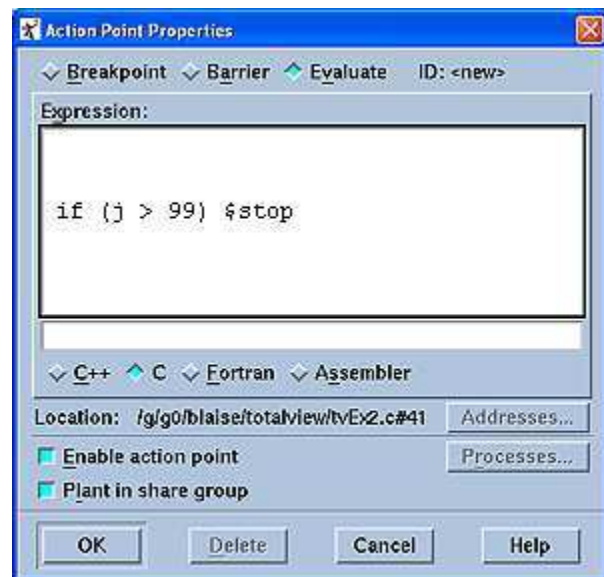 Action Point Properties
Breakpoint Barrier Evaluate ID: <new>
Expression:
if (j > 99) $stop
C++ C Fortran Assembler
Location: /g/g0/blaise/totalview/tvEx2.c#41 Addresses...
Enable action point Processes...
Plant in share group
OK Delete Cancel Help